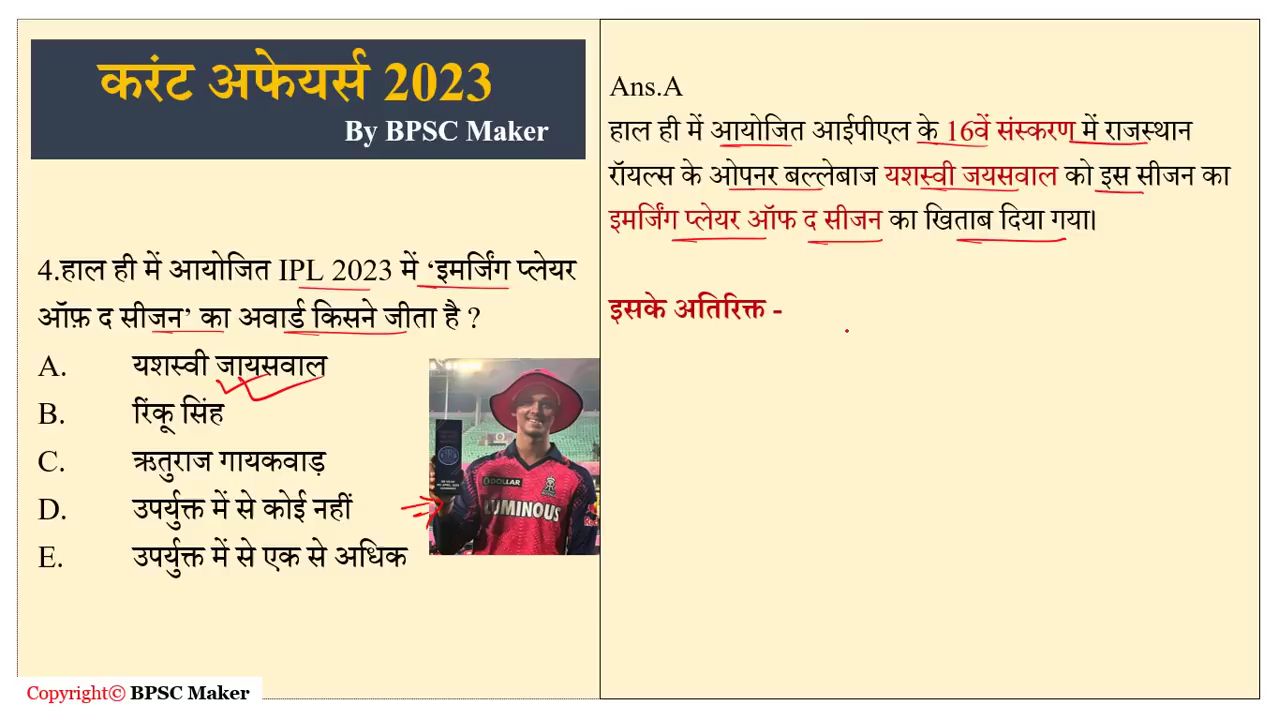 करंट अफेयर्स 2023
By BPSC Maker
4.हाल ही में आयोजित IPL 2023 में ‘इमर्जिंग प्लेयर
ऑफ़ द सीजन’ का अवार्ड किसने जीता है ?
A. यशस्वी जायसवाल
B. रिंकू सिंह
C. ऋतुराज गायकवाड़
D. उपर्युक्त में से कोई नहीं
E. उपर्युक्त में से एक से अधिक
DOLLAR
LUMINOUS
Copyright© BPSC Maker
Ans.A
हाल ही में आयोजित आईपीएल के 16वें संस्करण में राजस्थान
रॉयल्स के ओपनर बल्लेबाज यशस्वी जयसवाल को इस सीजन का
इमर्जिंग प्लेयर ऑफ द सीजन का खिताब दिया गया।
इसके अतिरिक्त -